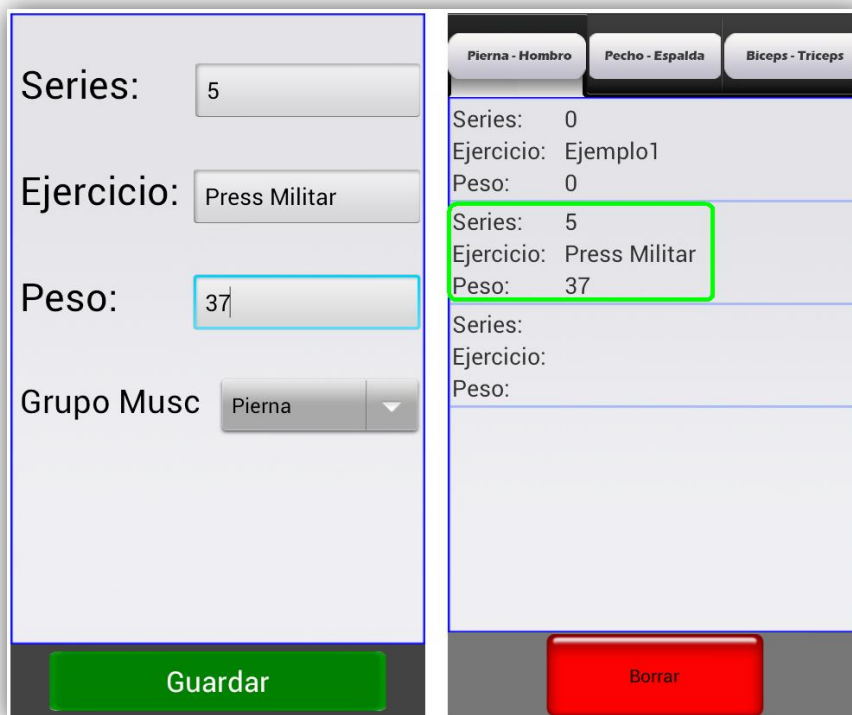 Series: 5
Ejercicio: Press Militar
Peso: 37
Grupo Musc Pierna
Guardar
Pierna - Hombro Pecho - Espalda Biceps - Triceps
Series: 0
Ejercicio: Ejemplo1
Peso: 0
Series: 5
Ejercicio: Press Militar
Peso: 37
Series:
Ejercicio:
Peso:
Borrar